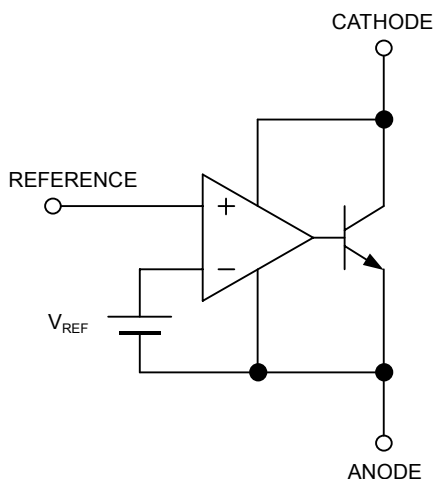 CATHODE
REFERENCE
+
−
VREF
ANODE